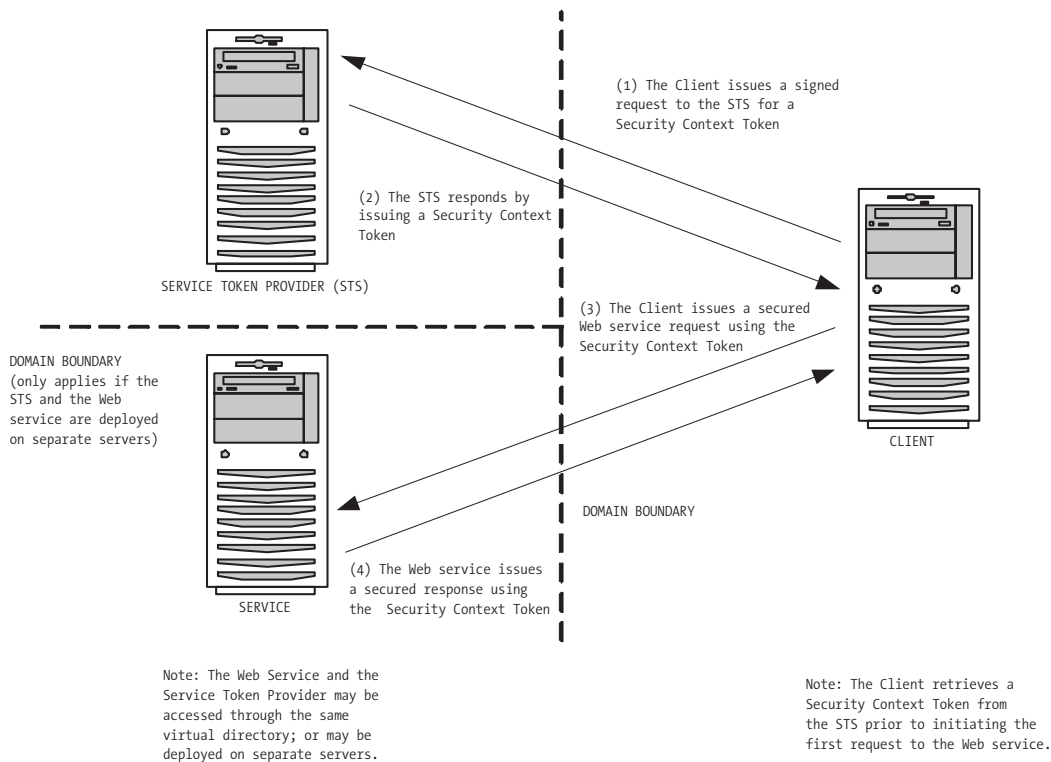 (1) The Client issues a signed
request to the STS for a
Security Context Token
(2) The STS responds by
issuing a Security Context
Token
SERVICE TOKEN PROVIDER (STS)
(3) The Client issues a secured
Web service request using the
Security Context Token
DOMAIN BOUNDARY
(only applies if the
STS and the Web
service are deployed
on separate servers)
CLIENT
DOMAIN BOUNDARY
(4) The Web service issues
a secured response using
the Security Context Token
SERVICE
Note: The Web Service and the
Service Token Provider may be
accessed through the same
virtual directory; or may be
deployed on separate servers.
Note: The Client retrieves a
Security Context Token from
the STS prior to initiating the
first request to the Web service.